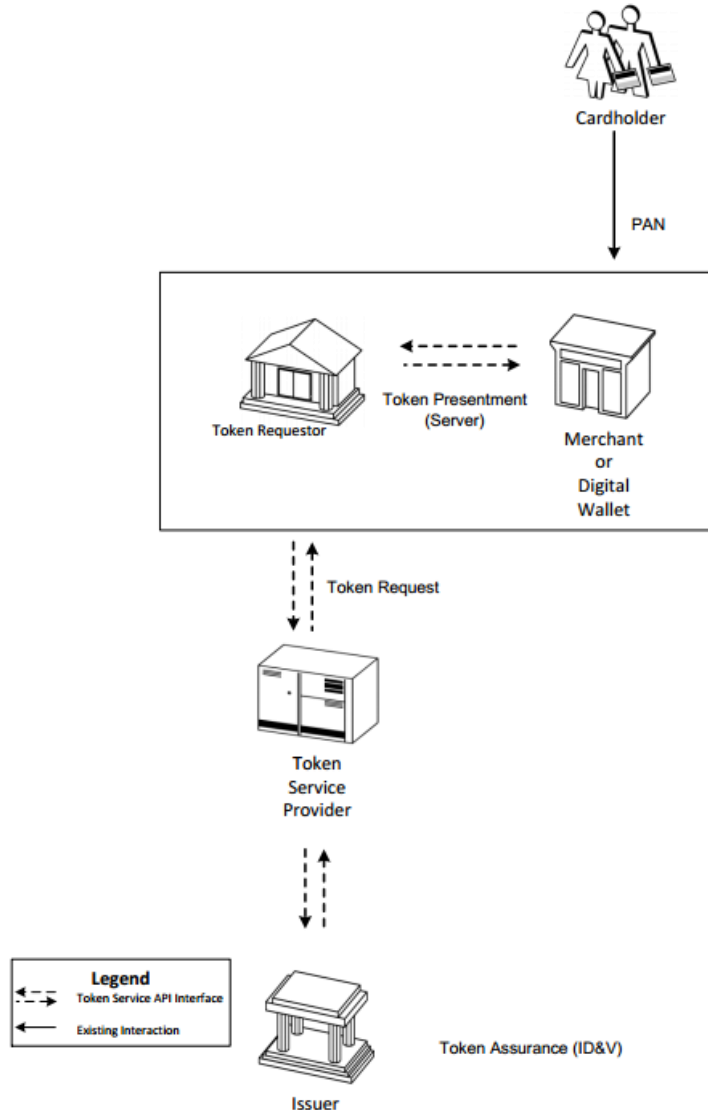 Cardholder
PAN
Token Requestor
Token Presentment
(Server)
Merchant
or
Digital
Wallet
Token Request
Token
Service
Provider
Legend
Token Service API Interface
Existing Interaction
Token Assurance (ID&V)
Issuer